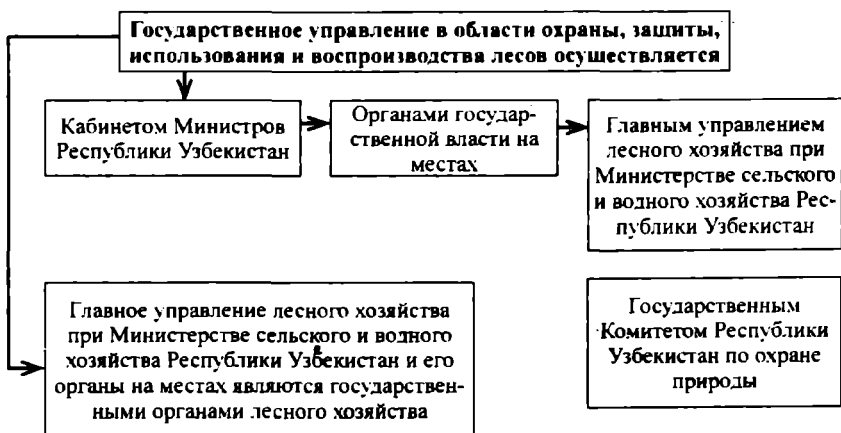 Государственное управление в области охраны, защиты,
использования и воспроизводства лесов осуществляется
Кабинетом Министров
Республики Узбекистан
Органами государ-
ственной власти на
местах
Главным управлением
лесного хозяйства при
Министерстве сельского
и водного хозяйства Рес-
публики Узбекистан
Главное управление лесного хозяйства
при Министерстве сельского и водного
хозяйства Республики Узбекистан и его
органы на местах являются государствен-
ными органами лесного хозяйства
Государственным
Комитетом Республики
Узбекистан по охране
природы